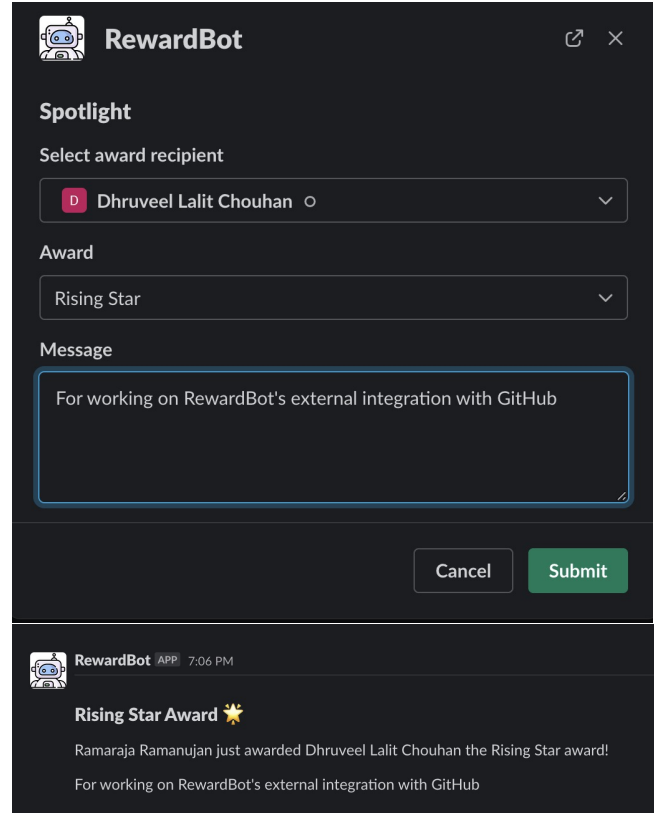 RewardBot
Spotlight
Select award recipient
D Dhruveel Lalit Chouhan
Award
Rising Star
Message
For working on RewardBot's external integration with GitHub
Cancel Submit
RewardBot APP 7:06 PM
Rising Star Award 🌟
Ramaraja Ramanujan just awarded Dhruveel Lalit Chouhan the Rising Star award!
For working on RewardBot's external integration with GitHub